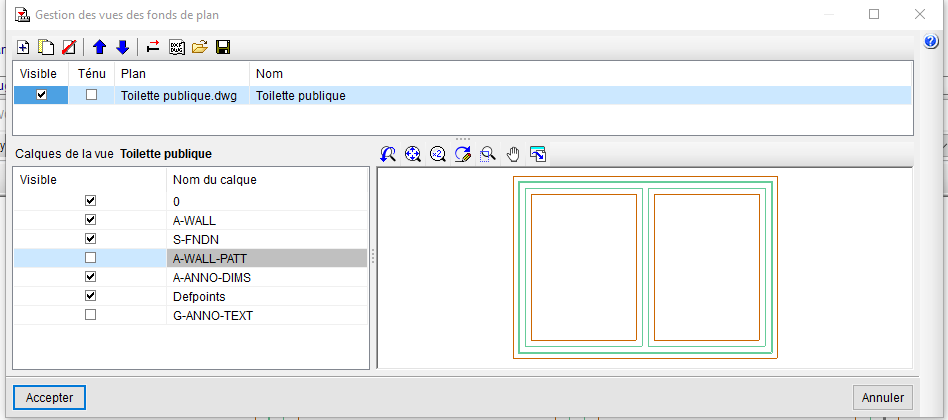 Gestion des vues des fonds de plan
Visible Ténu Plan Nom
Toilette publique.dwg Toilette publique
Calques de la vue Toilette publique
Visible Nom du calque
0
A-WALL
S-FNDN
A-WALL-PATT
A-ANNO-DIMS
Defpoints
G-ANNO-TEXT
Accepter Annuler